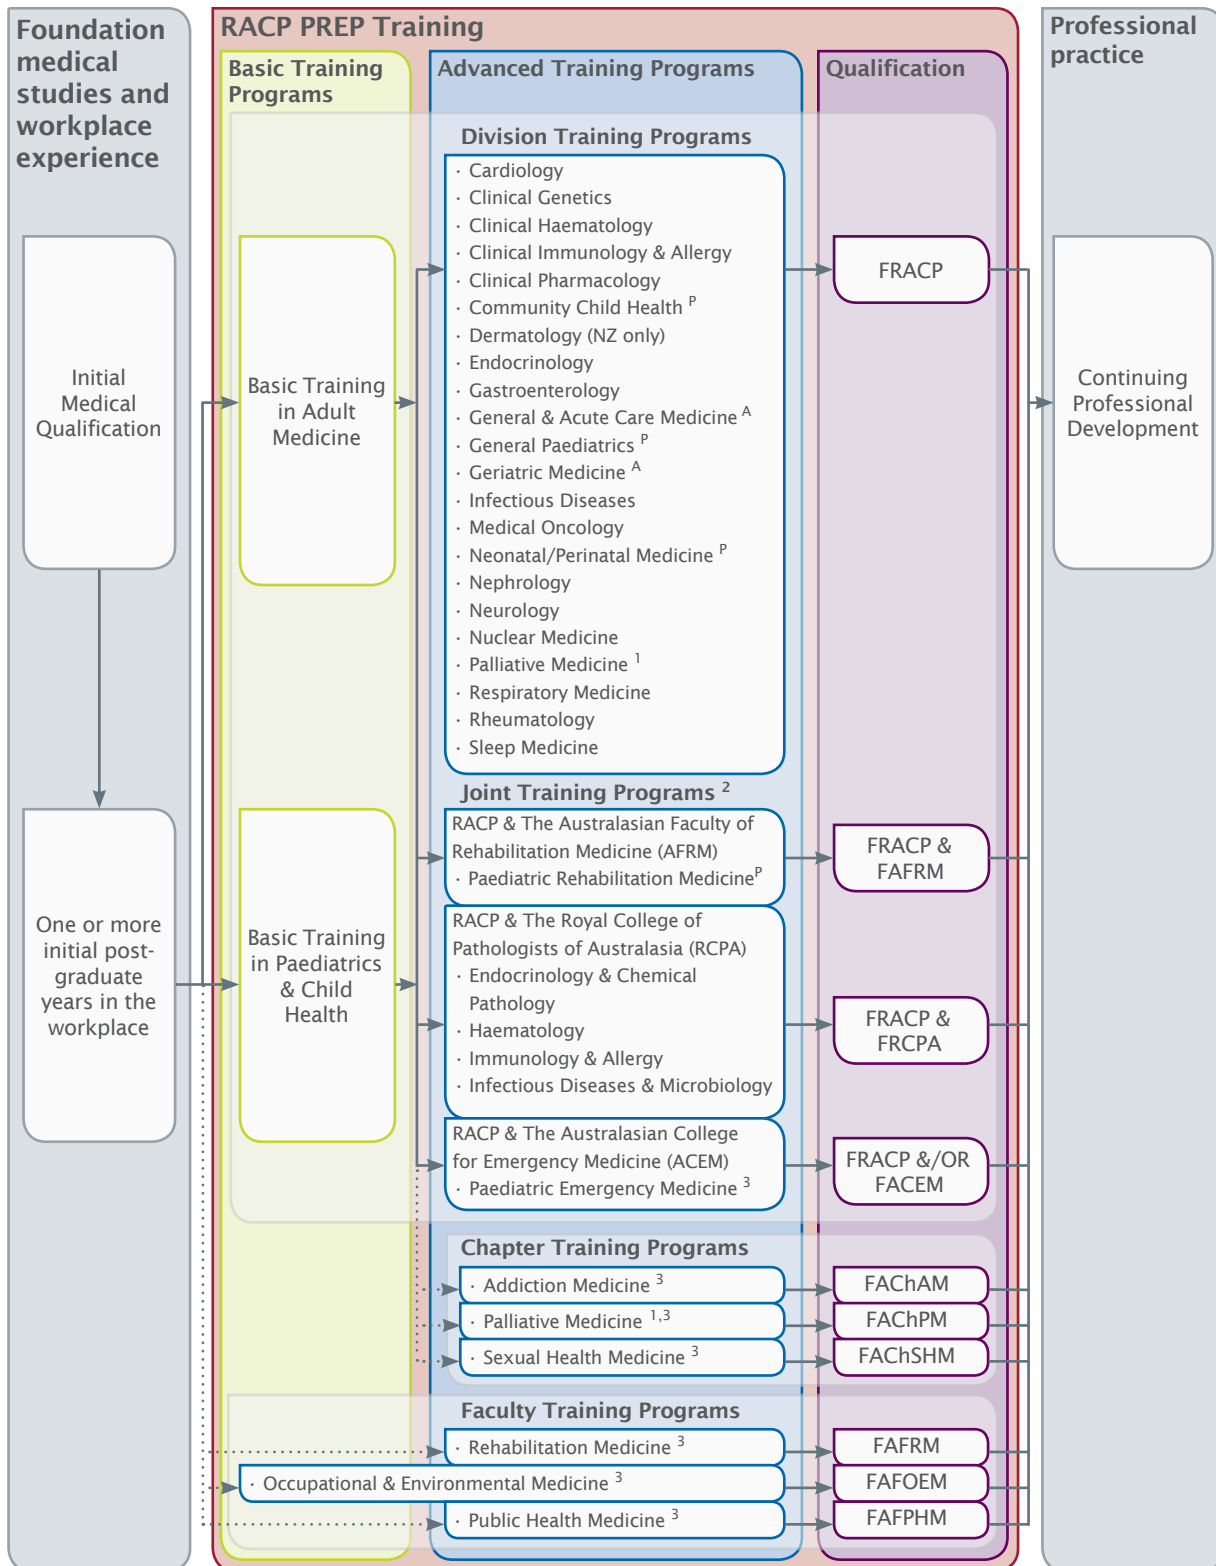 Foundation
medical
studies and
workplace
experience
Initial
Medical
Qualification
One or more
initial post-
graduate
years in the
workplace
RACP PREP Training
Basic Training
Programs
Basic Training
in Adult
Medicine
Basic Training
in Paediatrics
& Child
Health
Advanced Training Programs
Division Training Programs
· Cardiology
· Clinical Genetics
· Clinical Haematology
· Clinical Immunology & Allergy
· Clinical Pharmacology
· Community Child Health P
· Dermatology (NZ only)
· Endocrinology
· Gastroenterology
· General & Acute Care Medicine A
· General Paediatrics P
· Geriatric Medicine A
· Infectious Diseases
· Medical Oncology
· Neonatal/Perinatal Medicine P
· Nephrology
· Neurology
· Nuclear Medicine
· Palliative Medicine 1
· Respiratory Medicine
· Rheumatology
· Sleep Medicine
Joint Training Programs 2
RACP & The Australasian Faculty of
Rehabilitation Medicine (AFRM)
· Paediatric Rehabilitation MedicineP
RACP & The Royal College of
Pathologists of Australasia (RCPA)
· Endocrinology & Chemical
Pathology
· Haematology
· Immunology & Allergy
· Infectious Diseases & Microbiology
RACP & The Australasian College
for Emergency Medicine (ACEM)
· Paediatric Emergency Medicine 3
Chapter Training Programs
· Addiction Medicine 3
· Palliative Medicine 1,3
· Sexual Health Medicine 3
Faculty Training Programs
· Rehabilitation Medicine 3
· Occupational & Environmental Medicine 3
· Public Health Medicine 3
Qualification
FRACP
FRACP &
FAFRM
FRACP &
FRCPA
FRACP &/OR
FACEM
FAChAM
FAChPM
FAChSHM
FAFRM
FAFOEM
FAFPHM
Professional
practice
Continuing
Professional
Development